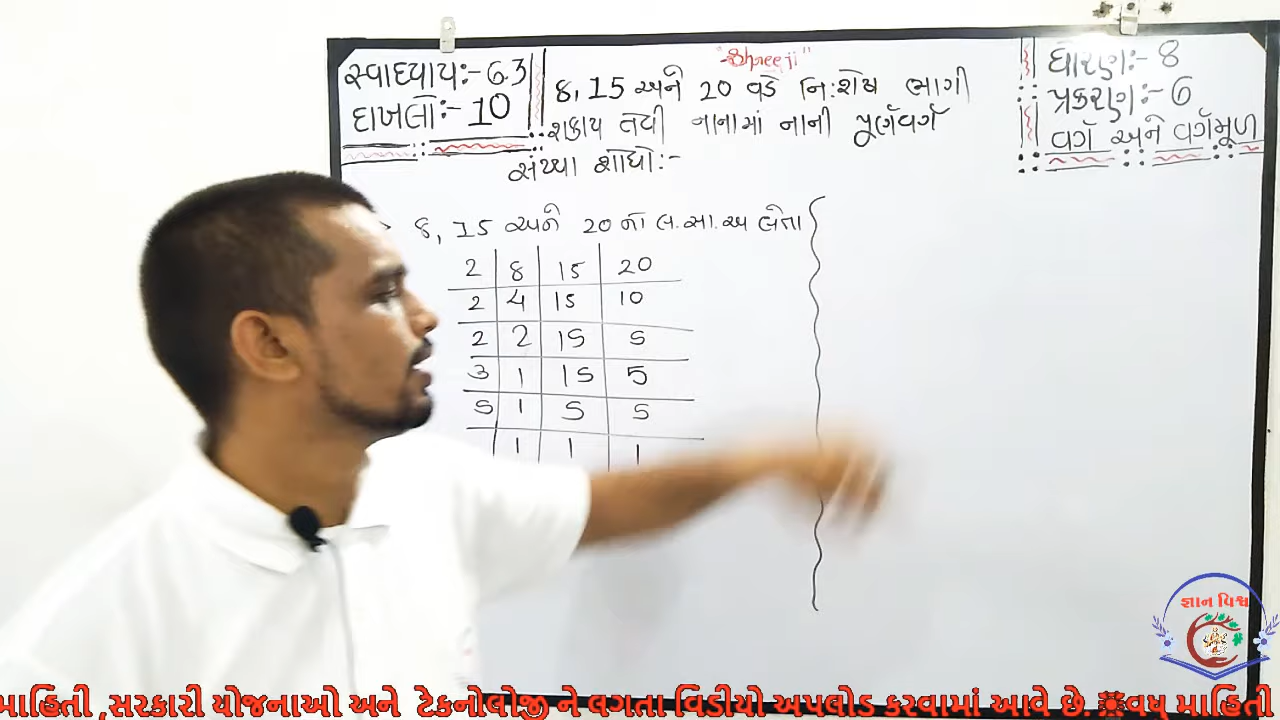 સ્વાધ્યાય:- 6.3
દાખલો:- 10
"Shreeji"
8, 15 અને 20 વડે નિ:શેષ ભાગી
શકાય તેવી નાનામાં નાની પૂર્ણવર્ગ
સંખ્યા શોધો:-
ધોરણ:- 8
પ્રકરણ:- 6
વર્ગ અને વર્ગમૂળ
8, 15 અને 20 નો લ.સા.અ લેતા
2 8 15 20
2 4 15 10
2 2 15 5
3 1 15 5
5 1 5 5
1 1 1
જ્ઞાન વિશ્વ
માહિતી ,સરકારી યોજનાઓ અને ટેકનોલોજી ને લગતા વિડીયો અપલોડ કરવામાં આવે છે. વધુ માહિતી